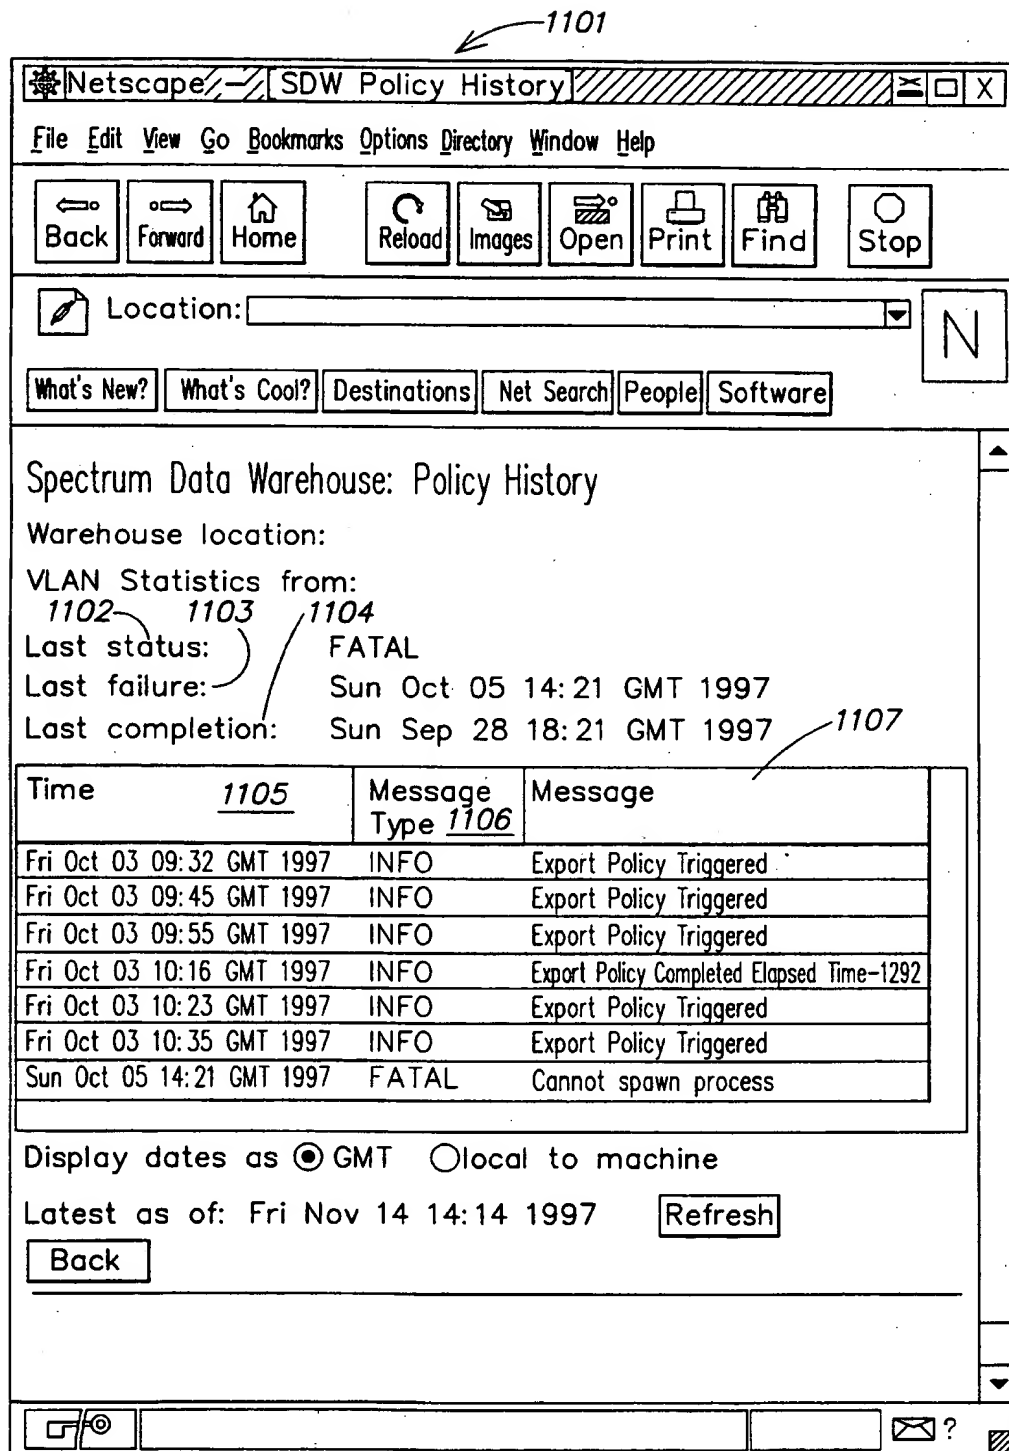 1101
Netscape - [SDW Policy History] X
File Edit View Go Bookmarks Options Directory Window Help
Back Forward Home Reload Images Open Print Find Stop
Location: N
What's New? What's Cool? Destinations Net Search People Software
Spectrum Data Warehouse: Policy History
Warehouse location:
VLAN Statistics from:
1102 1103 1104
Last status: FATAL
Last failure: Sun Oct 05 14:21 GMT 1997
Last completion: Sun Sep 28 18:21 GMT 1997
1107
Time 1105 Message Type 1106 Message
Fri Oct 03 09:32 GMT 1997 INFO Export Policy Triggered
Fri Oct 03 09:45 GMT 1997 INFO Export Policy Triggered
Fri Oct 03 09:55 GMT 1997 INFO Export Policy Triggered
Fri Oct 03 10:16 GMT 1997 INFO Export Policy Completed Elapsed Time-1292
Fri Oct 03 10:23 GMT 1997 INFO Export Policy Triggered
Fri Oct 03 10:35 GMT 1997 INFO Export Policy Triggered
Sun Oct 05 14:21 GMT 1997 FATAL Cannot spawn process
Display dates as GMT local to machine
Latest as of: Fri Nov 14 14:14 1997 Refresh
Back
?